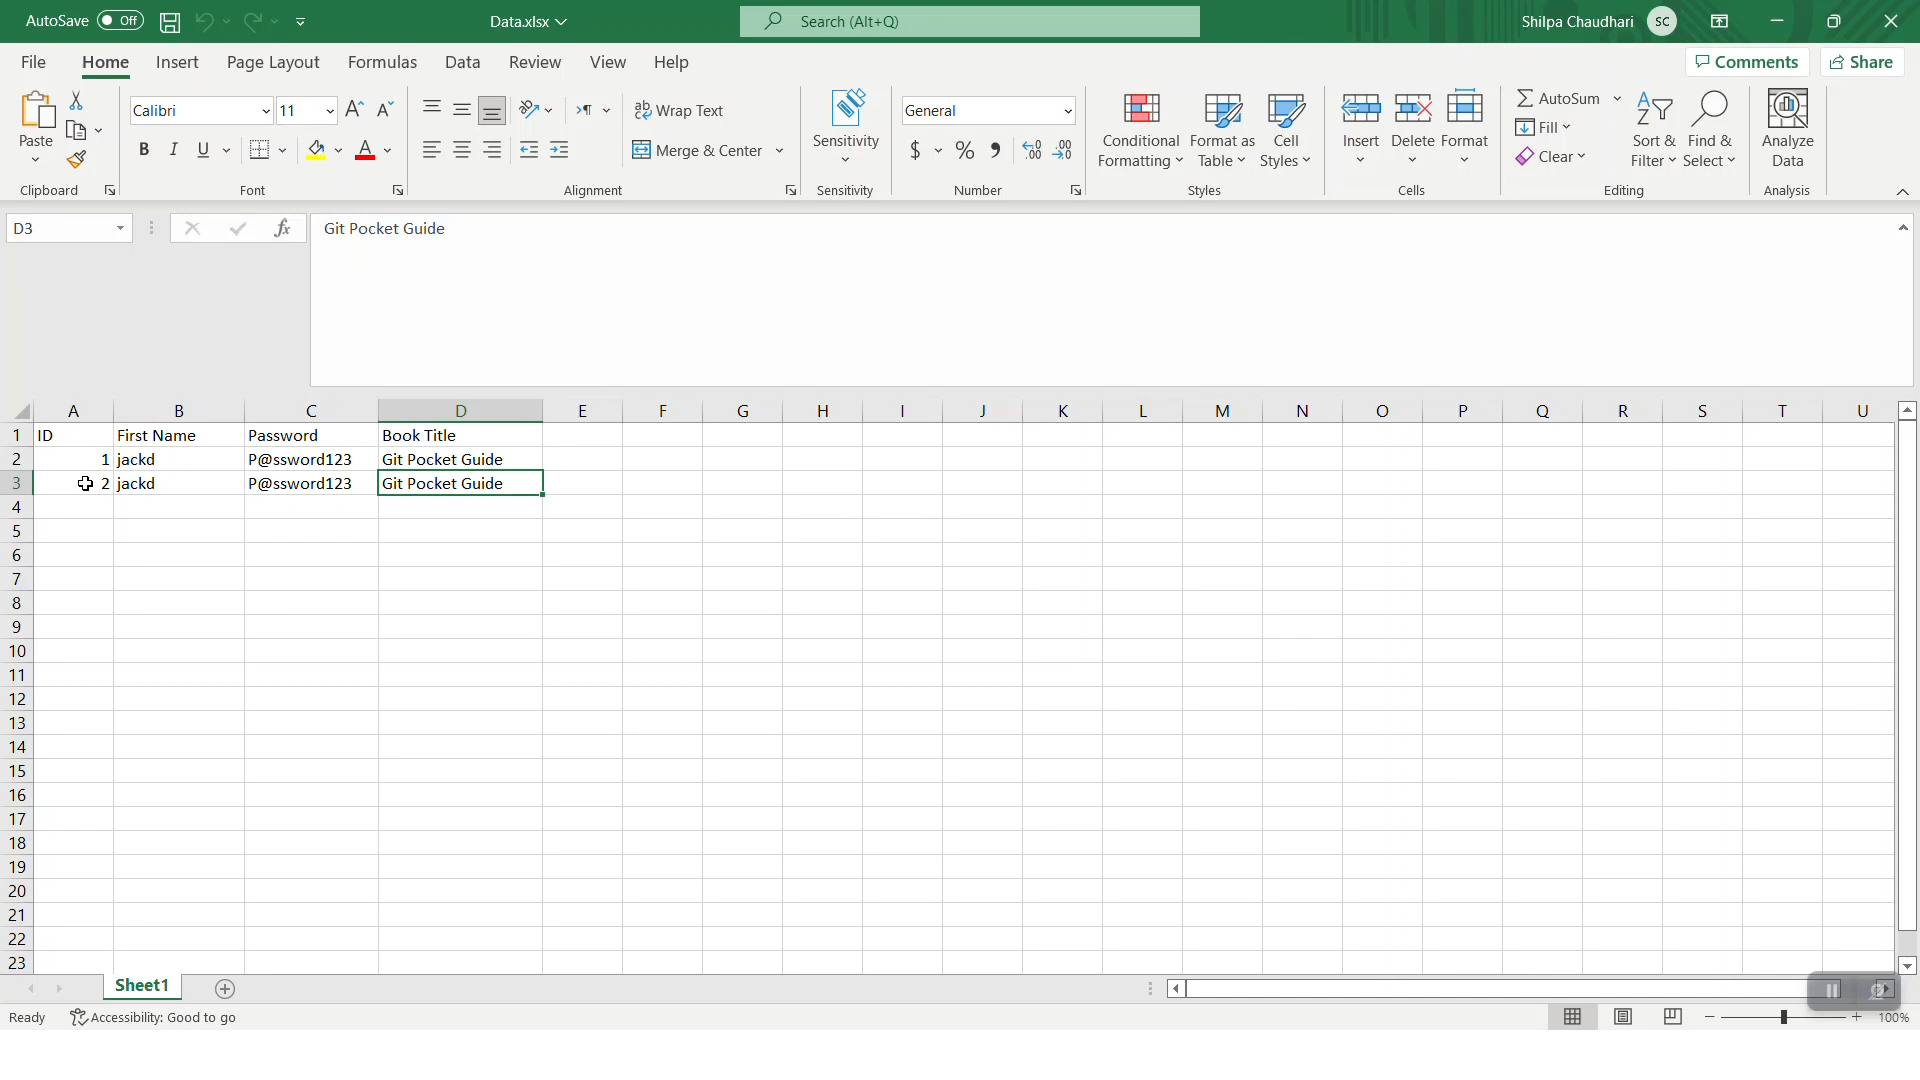 AutoSave Off Data.xlsx Search (Alt+Q) Shilpa Chaudhari SC
File Home Insert Page Layout Formulas Data Review View Help Comments Share
Paste Calibri 11 Wrap Text Merge & Center Sensitivity General Conditional Formatting Format as Table Cell Styles Insert Delete Format AutoSum Fill Clear Sort & Filter Find & Select Analyze Data
Clipboard Font Alignment Sensitivity Number Styles Cells Editing Analysis
D3 fx Git Pocket Guide
A B C D E F G H I J K L M N O P Q R S T U
1 ID First Name Password Book Title
2 1 jackd P@ssword123 Git Pocket Guide
3 2 jackd P@ssword123 Git Pocket Guide
4
5
6
7
8
9
10
11
12
13
14
15
16
17
18
19
20
21
22
23
Sheet1
Ready Accessibility: Good to go 100%